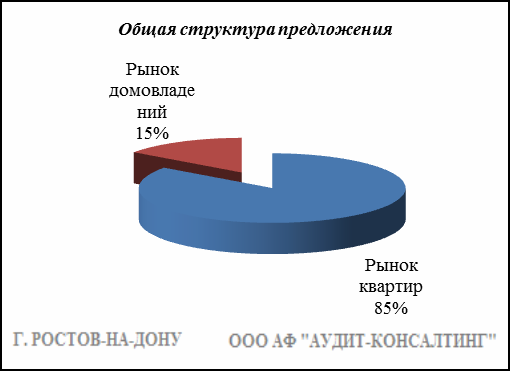 Общая структура предложения
Рынок
домовладе
ний
15%
Рынок
квартир
85%
Г. РОСТОВ-НА-ДОНУ ООО АФ "АУДИТ-КОНСАЛТИНГ"